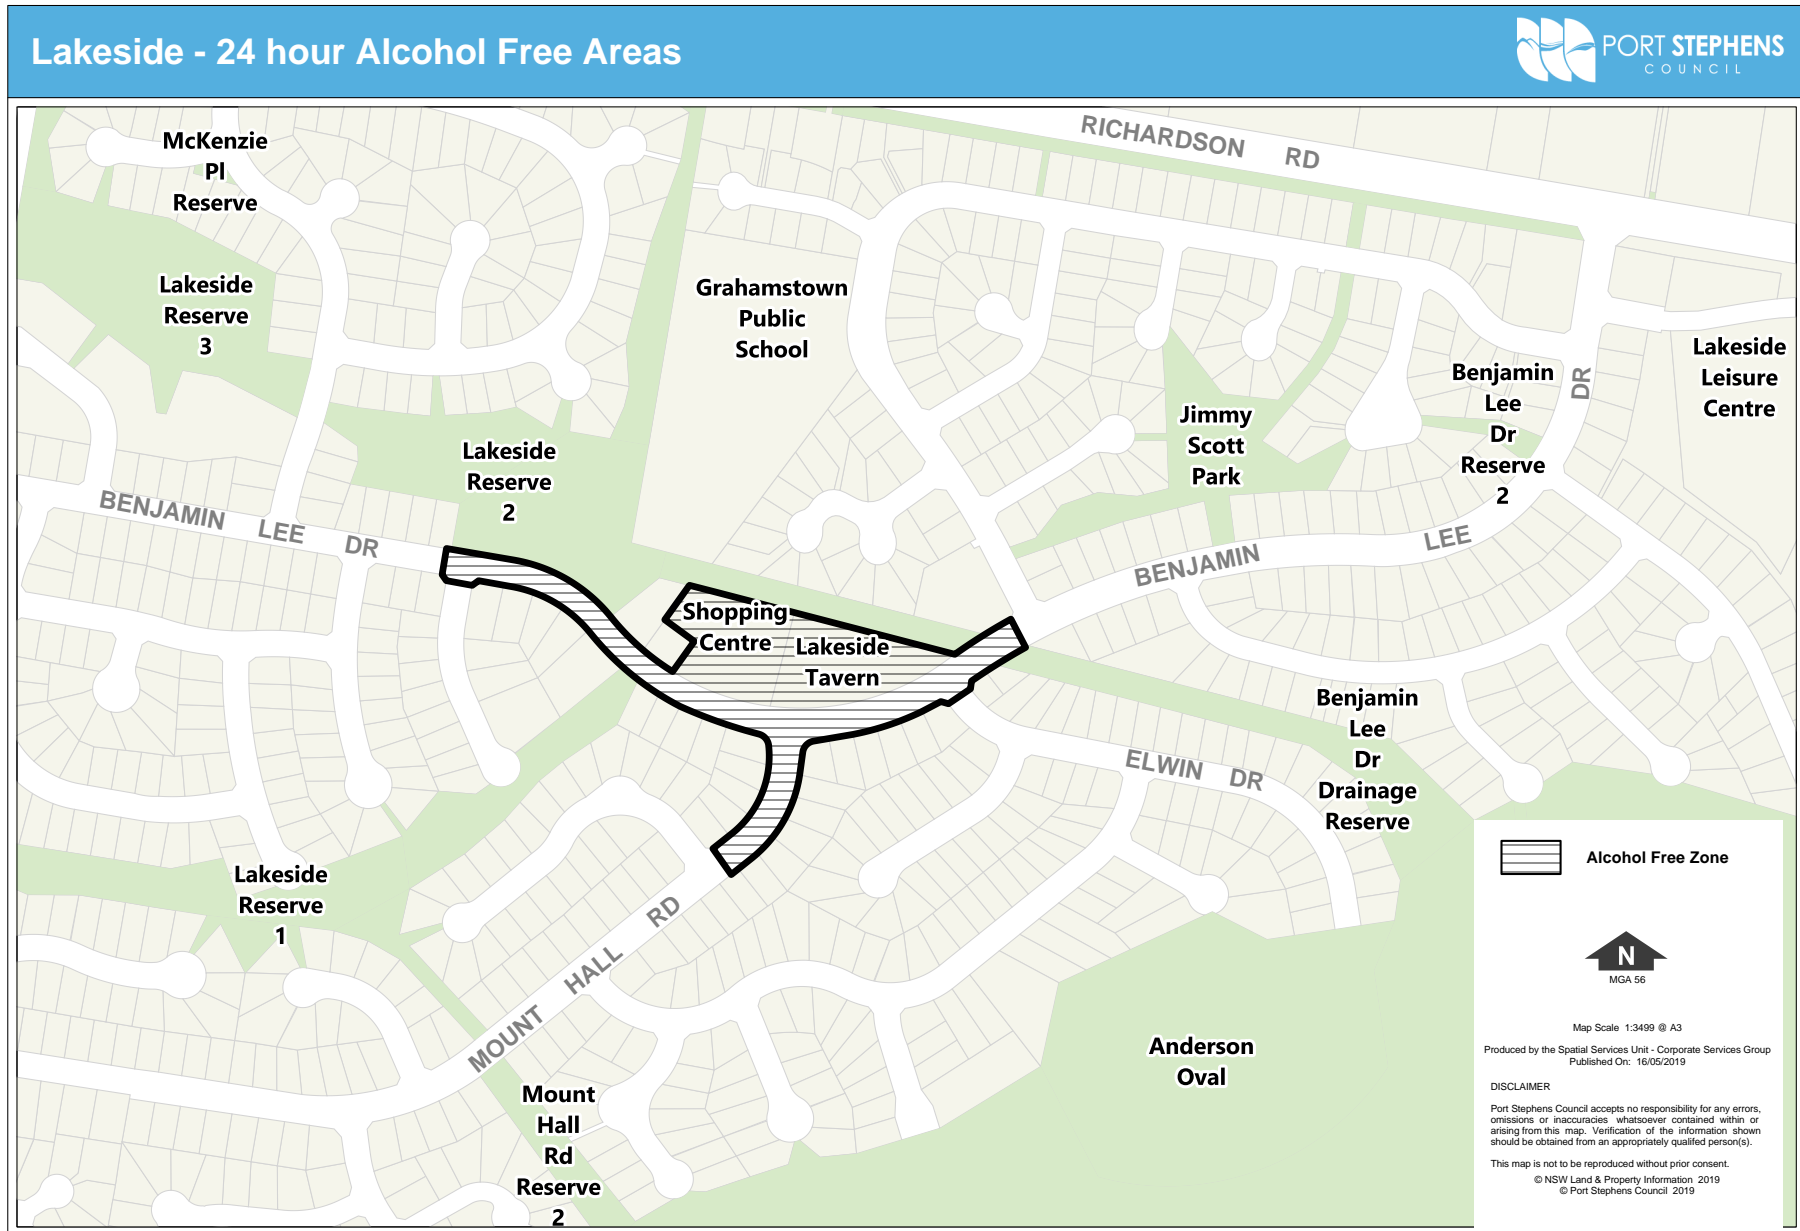 Lakeside - 24 hour Alcohol Free Areas
PORT STEPHENS
COUNCIL
RICHARDSON RD
McKenzie
Pl
Reserve
Lakeside
Reserve
3
Grahamstown
Public
School
Lakeside
Leisure
Centre
Benjamin
Lee
Dr
Reserve
2
DR
Jimmy
Scott
Park
Lakeside
Reserve
2
BENJAMIN LEE DR
BENJAMIN LEE
Shopping
Centre
Lakeside
Tavern
Benjamin
Lee
Dr
Drainage
Reserve
ELWIN DR
Lakeside
Reserve
1
MOUNT HALL RD
Anderson
Oval
Mount
Hall
Rd
Reserve
2
Alcohol Free Zone
N
MGA 56
Map Scale 1:3499 @ A3
Produced by the Spatial Services Unit - Corporate Services Group
Published On: 16/05/2019
DISCLAIMER
Port Stephens Council accepts no responsibility for any errors,
omissions or inaccuracies whatsoever contained within or
arising from this map. Verification of the information shown
should be obtained from an appropriately qualifed person(s).
This map is not to be reproduced without prior consent.
© NSW Land & Property Information 2019
© Port Stephens Council 2019